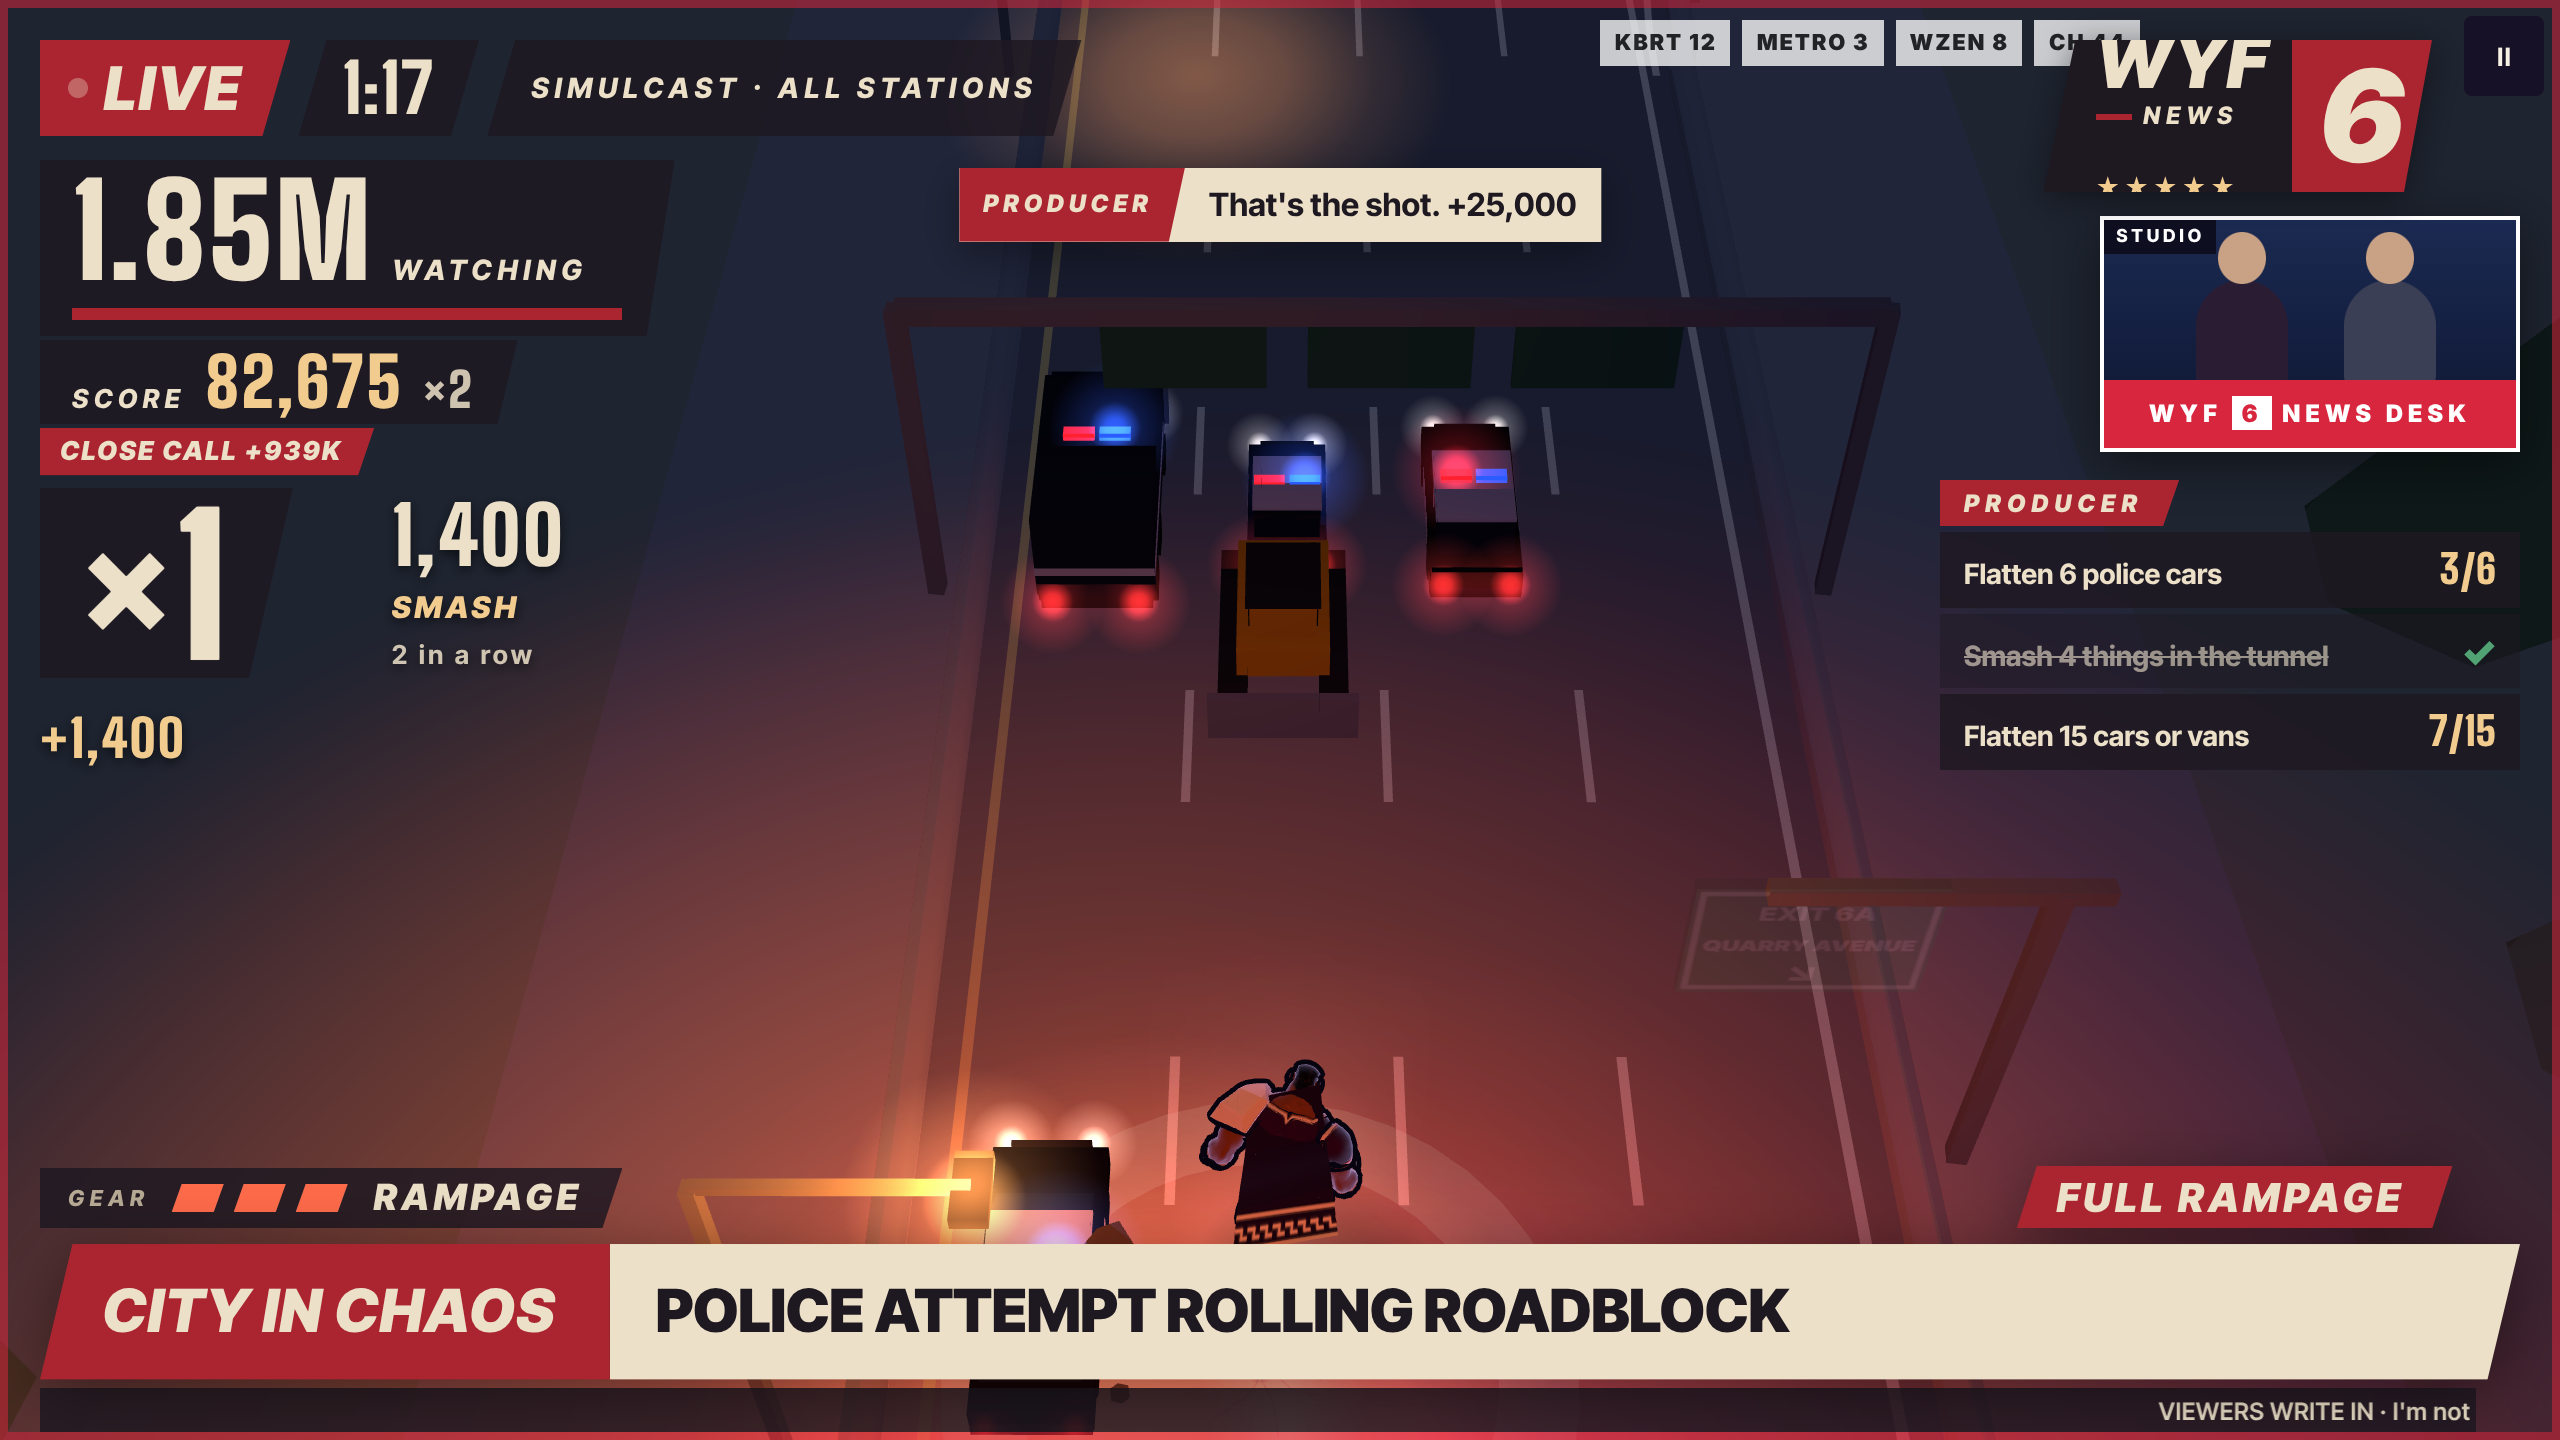 LIVE
1:17
SIMULCAST · ALL STATIONS
KBRT 12
METRO 3
WZEN 8
WYF
NEWS
6
★★★★★
1.85M WATCHING
PRODUCER
That's the shot. +25,000
STUDIO
WYF 6 NEWS DESK
SCORE 82,675 ×2
CLOSE CALL +939K
×1
1,400
SMASH
2 in a row
+1,400
PRODUCER
Flatten 6 police cars 3/6
Smash 4 things in the tunnel
Flatten 15 cars or vans 7/15
EXIT 6A
QUARRY AVENUE
GEAR RAMPAGE
FULL RAMPAGE
CITY IN CHAOS
POLICE ATTEMPT ROLLING ROADBLOCK
VIEWERS WRITE IN · I'm not